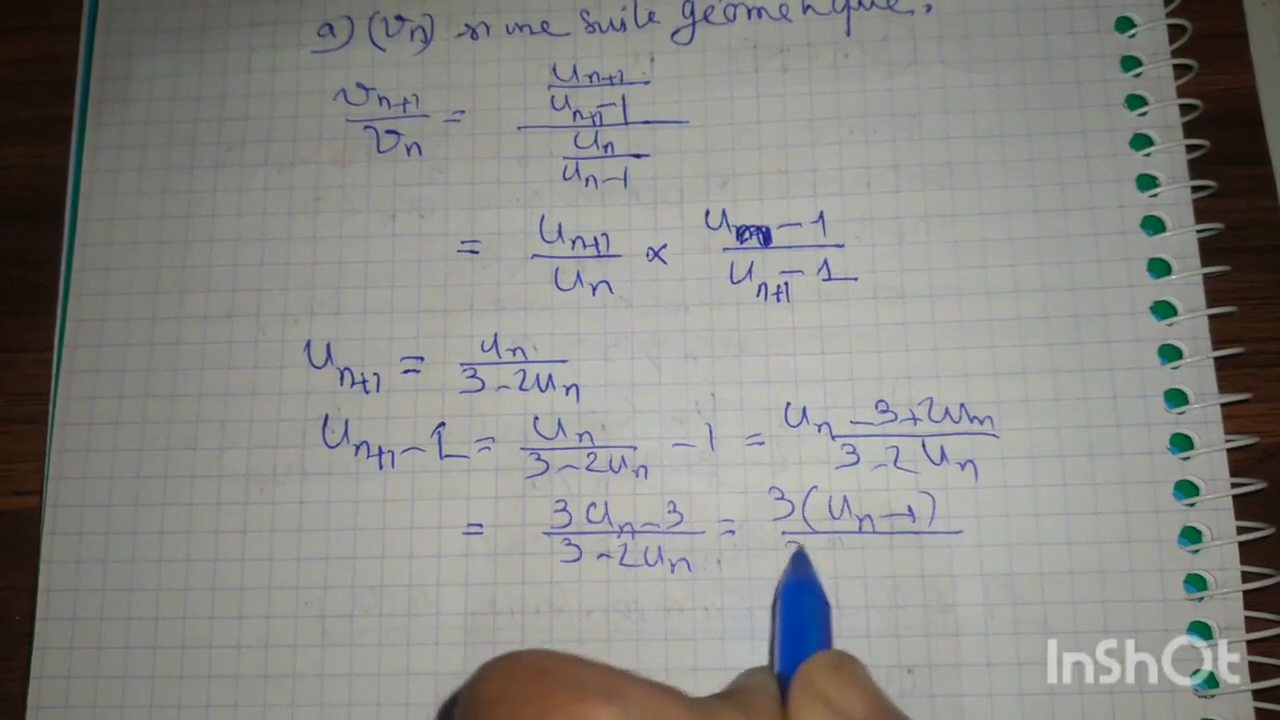 a) (Vn) une suite géometrique.
Vn+1/Vn = (Un+1/(Un+1 - 1))/(Un/(Un - 1))
= Un+1/Un × (Un - 1)/(Un+1 - 1)
Un+1 = Un/(3 - 2Un)
Un+1 - 1 = Un/(3 - 2Un) - 1 = (Un - 3 + 2Un)/(3 - 2Un)
= (3Un - 3)/(3 - 2Un) = 3(Un - 1)/
InShOt